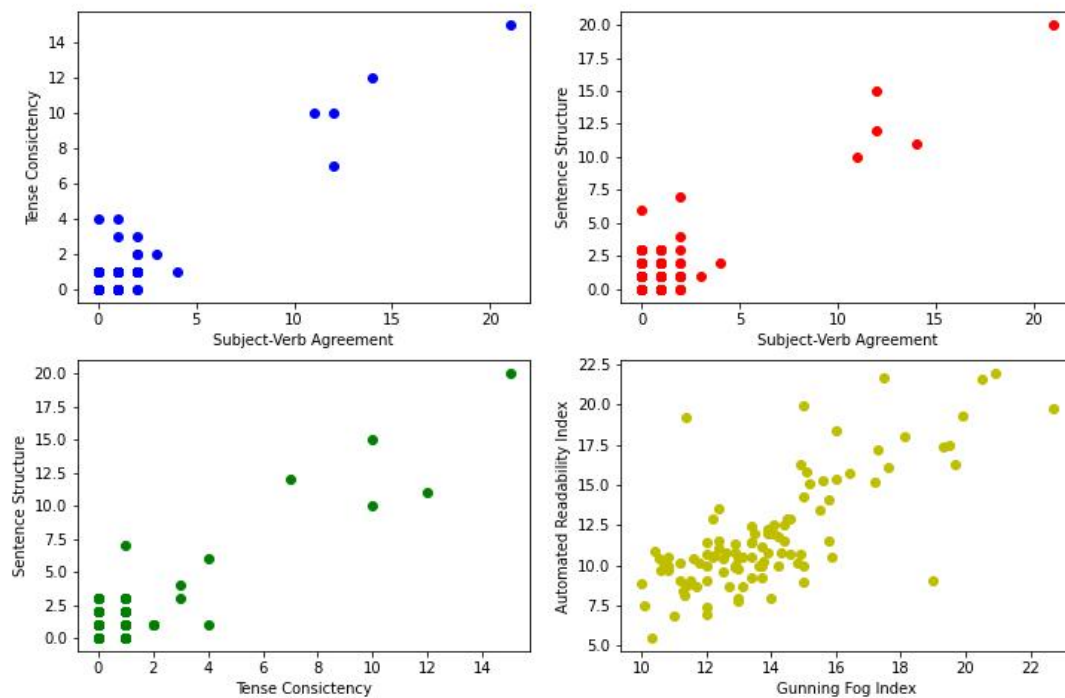 Tense Consictency
14
12
10
8
6
4
2
0
0 5 10 15 20
Subject-Verb Agreement
Sentence Structure
20.0
17.5
15.0
12.5
10.0
7.5
5.0
2.5
0.0
0 5 10 15 20
Subject-Verb Agreement
Sentence Structure
20.0
17.5
15.0
12.5
10.0
7.5
5.0
2.5
0.0
0 2 4 6 8 10 12 14
Tense Consictency
Automated Readability Index
22.5
20.0
17.5
15.0
12.5
10.0
7.5
5.0
10 12 14 16 18 20 22
Gunning Fog Index